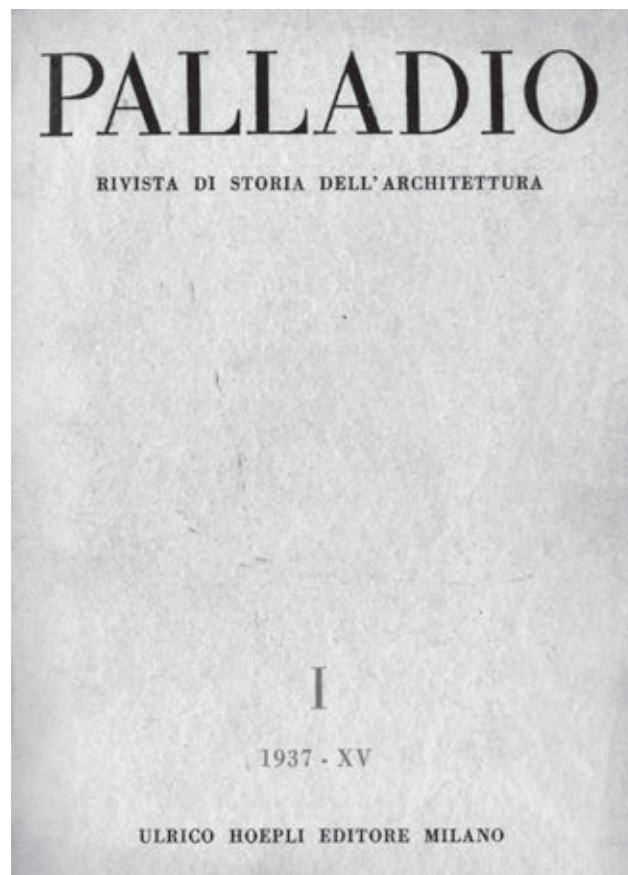 PALLADIO
RIVISTA DI STORIA DELL'ARCHITETTURA
I
1937 - XV
ULRICO HOEPLI EDITORE MILANO